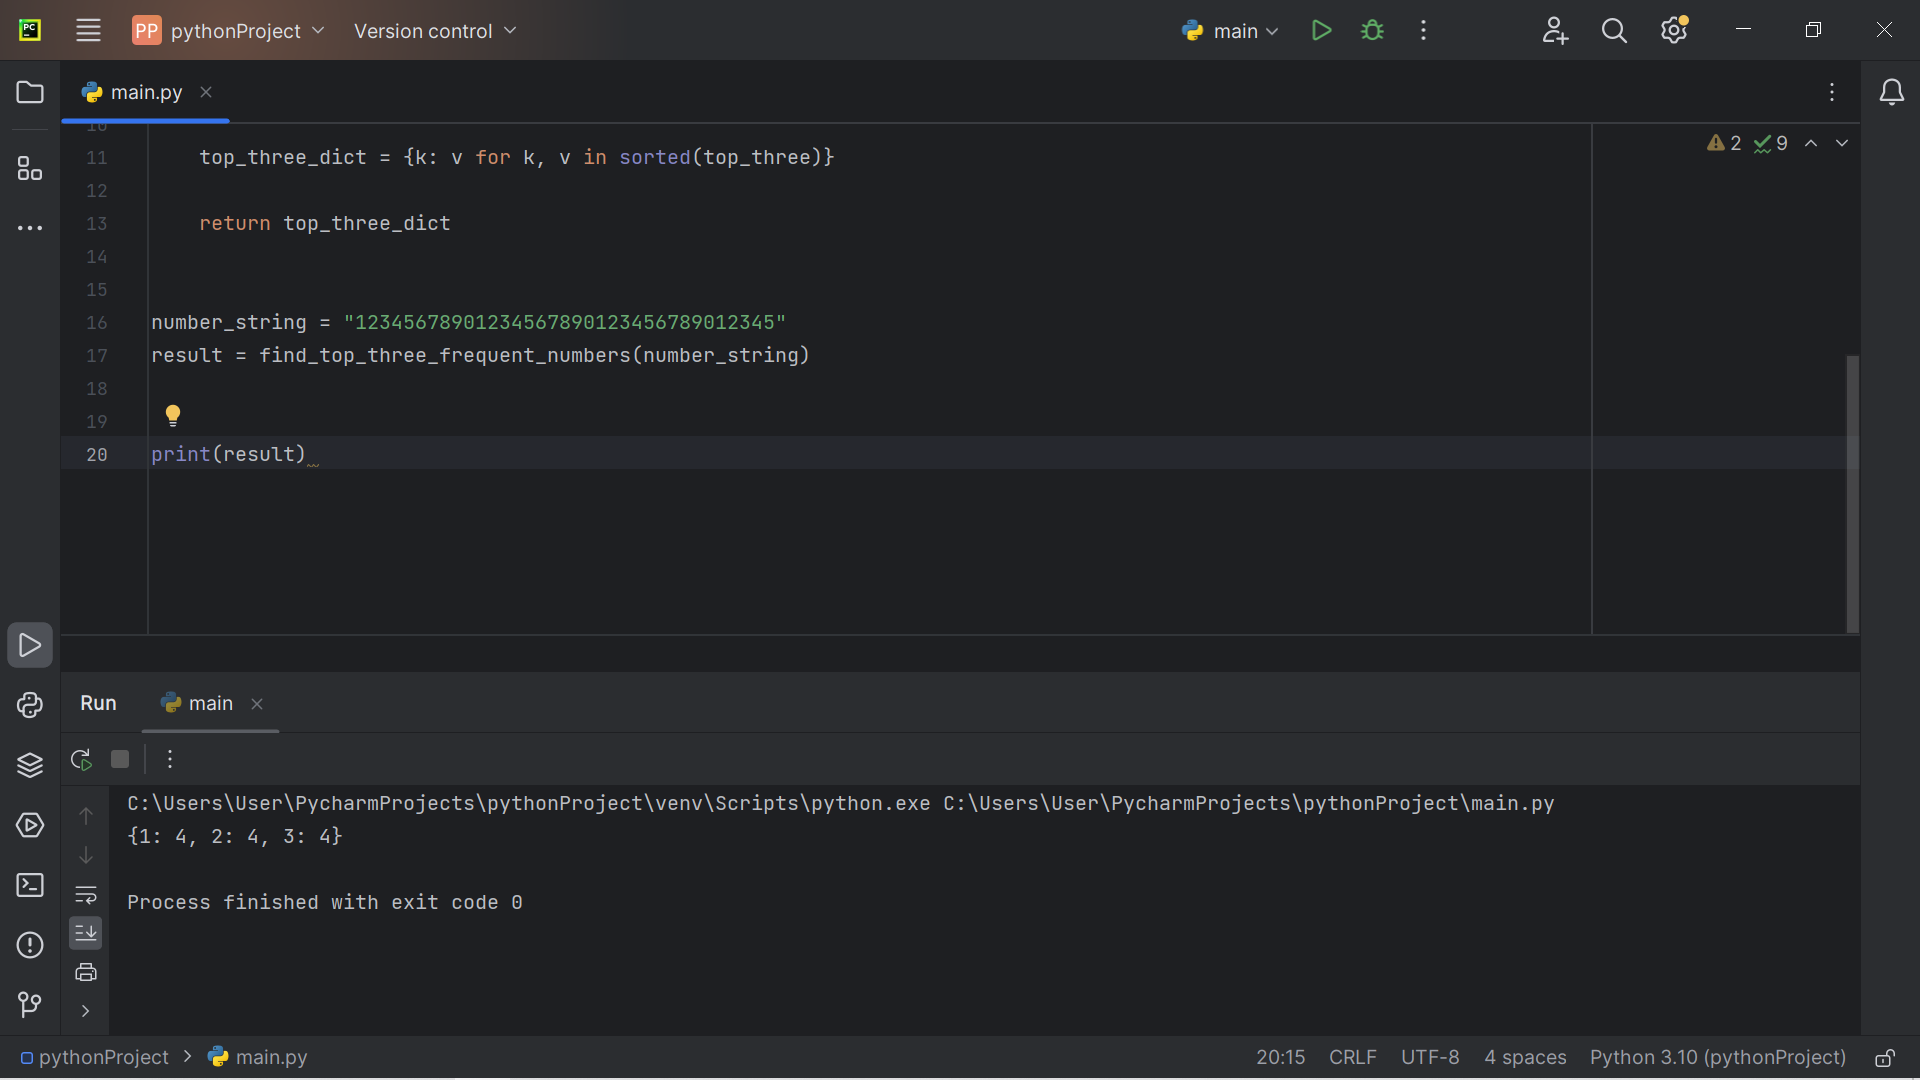 PC
PP pythonProject Version control main
main.py
10
2 9
11 top_three_dict = {k: v for k, v in sorted(top_three)}
12
13 return top_three_dict
14
15
16 number_string = "12345678901234567890123456789012345"
17 result = find_top_three_frequent_numbers(number_string)
18
19
20 print(result)
Run main
C:\Users\User\PycharmProjects\pythonProject\venv\Scripts\python.exe C:\Users\User\PycharmProjects\pythonProject\main.py
{1: 4, 2: 4, 3: 4}
Process finished with exit code 0
pythonProject > main.py 20:15 CRLF UTF-8 4 spaces Python 3.10 (pythonProject)